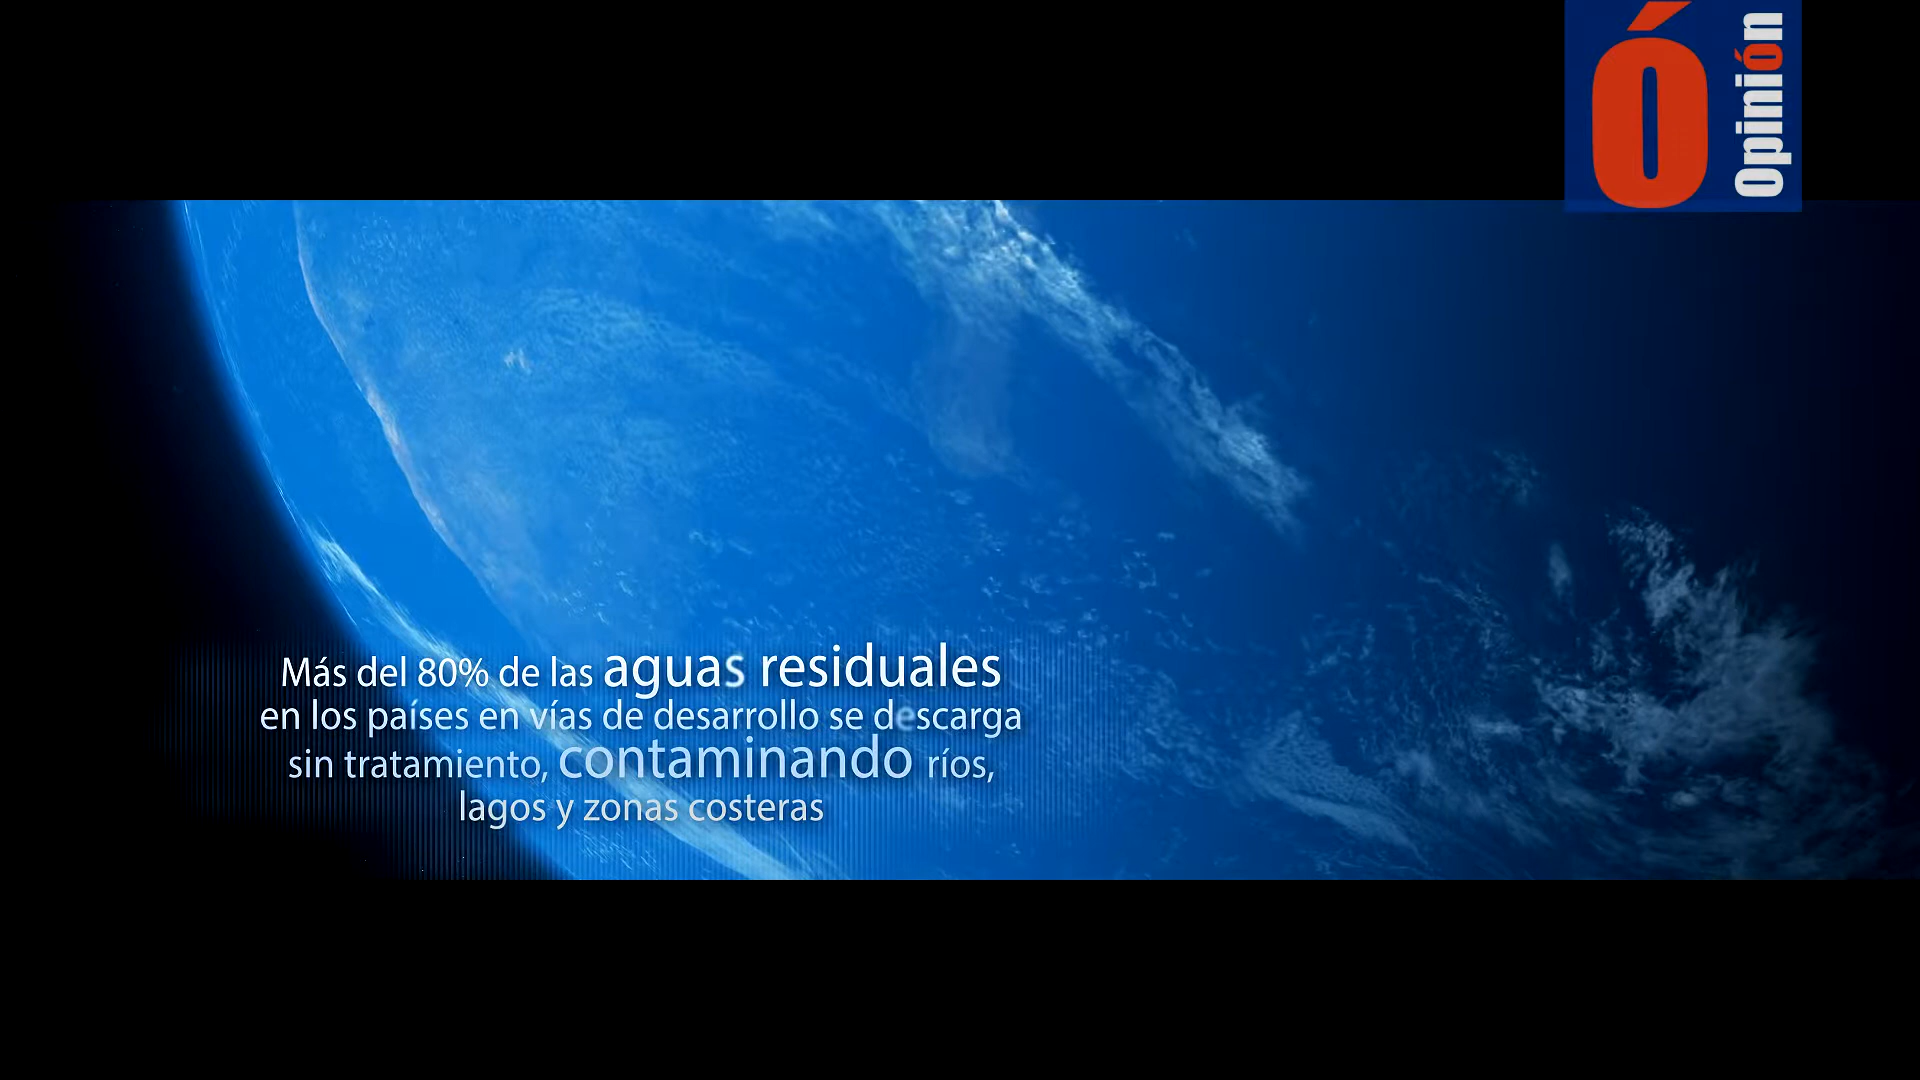 Ó
Opinión
Más del 80% de las aguas residuales
en los países en vías de desarrollo se descarga
sin tratamiento, contaminando ríos,
lagos y zonas costeras